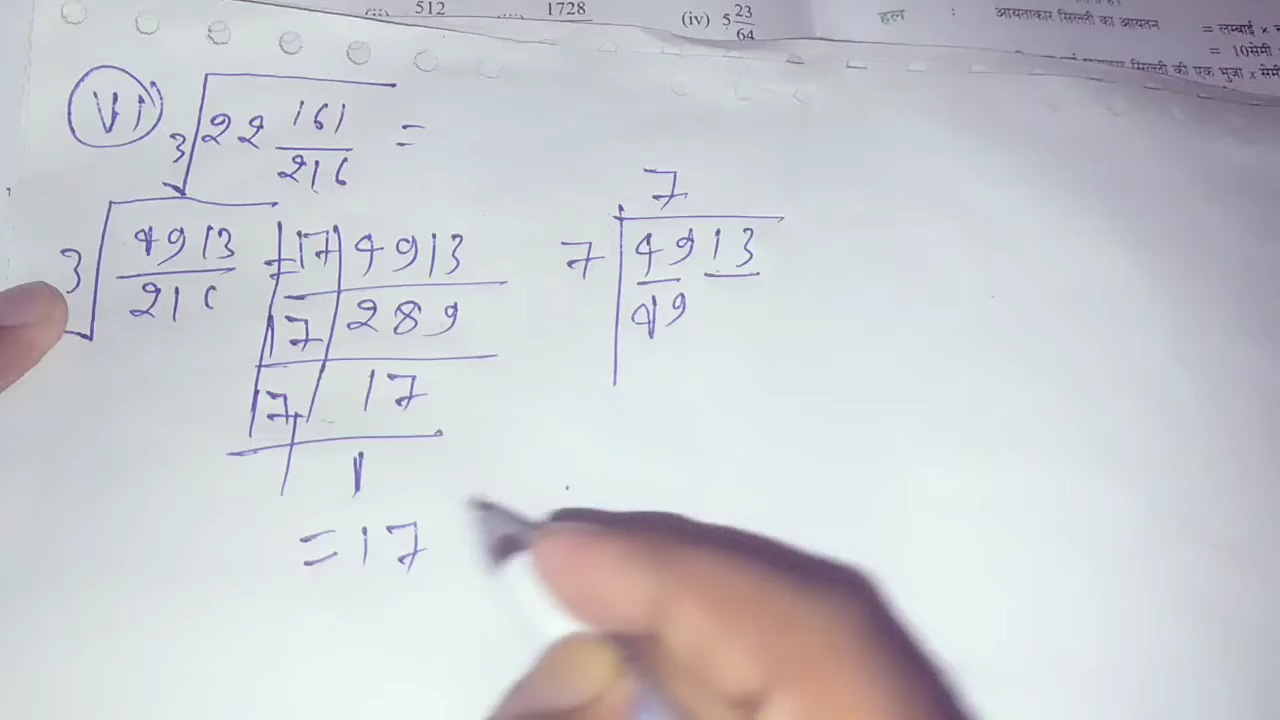 512 1728 (iv) 5 23/64
हल : आयताकार सिल्ली का आयतन = लम्बाई ×
= 10सेमी
सिल्ली की एक भुजा × सेमी
VI) ∛22 161/216 =
∛4913/216 =
17 | 4913
17 | 289
17 | 17
1
= 17
7
7 | 4913
49